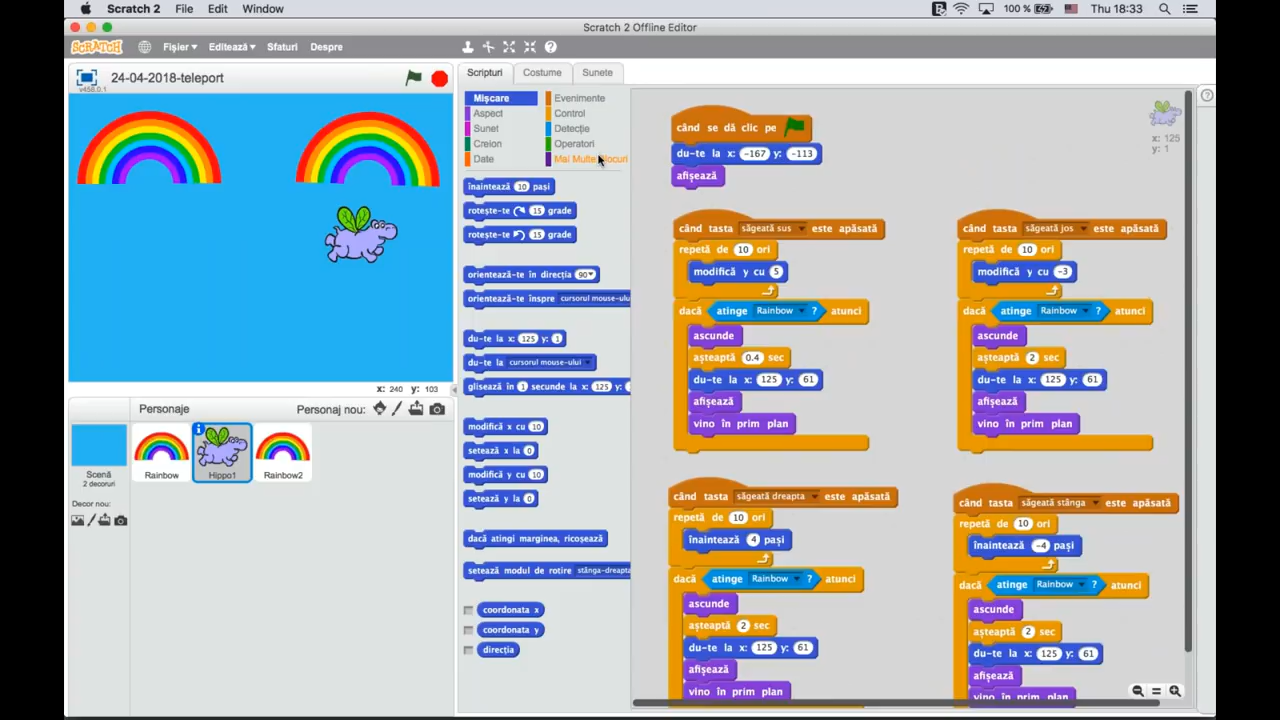 Scratch 2 File Edit Window 100 % Thu 18:33
Scratch 2 Offline Editor
SCRATCH Fișier Editează Sfaturi Despre
24-04-2018-teleport
v458.0.1
x: 240 y: 103
Personaje Personaj nou:
Scenă
2 decoruri
Decor nou:
Rainbow
Hippo1
Rainbow2
Scripturi Costume Sunete
Mișcare
Aspect
Sunet
Creion
Date
Evenimente
Control
Detecție
Operatori
înaintează 10 pași
rotește-te 15 grade
rotește-te 15 grade
orientează-te în direcția 90
orientează-te înspre
du-te la x: 125 y: 1
du-te la cursorul mouse-ului
glisează în 1 secunde la x: 125 y:
modifică x cu 10
setează x la 0
modifică y cu 10
setează y la 0
dacă atingi marginea, ricoșează
setează modul de rotire
coordonata x
coordonata y
direcția
x: 125
y: 1
când se dă clic pe
du-te la x: -167 y: -113
afișează
când tasta săgeată sus este apăsată
repetă de 10 ori
modifică y cu 5
dacă atinge Rainbow ? atunci
ascunde
așteaptă 0.4 sec
du-te la x: 125 y: 61
afișează
vino în prim plan
când tasta săgeată jos este apăsată
repetă de 10 ori
modifică y cu -3
dacă atinge Rainbow ? atunci
ascunde
așteaptă 2 sec
du-te la x: 125 y: 61
afișează
vino în prim plan
când tasta săgeată dreapta este apăsată
repetă de 10 ori
înaintează 4 pași
dacă atinge Rainbow ? atunci
ascunde
așteaptă 2 sec
du-te la x: 125 y: 61
afișează
vino în prim plan
când tasta săgeată stânga este apăsată
repetă de 10 ori
înaintează -4 pași
dacă atinge Rainbow ? atunci
ascunde
așteaptă 2 sec
du-te la x: 125 y: 61
afișează
vino în prim plan